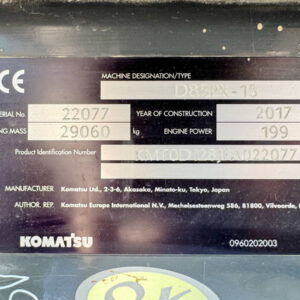 CE
MACHINE DESIGNATION/TYPE
SERIAL No. 22077 YEAR OF CONSTRUCTION 2017
NG MASS 29060 kg ENGINE POWER 199
Product Identification Number
MANUFACTURER Komatsu Ltd., 2-3-6, Akasaka, Minato-ku, Tokyo, Japan
AUTHOR. REP. Komatsu Europe International N.V., Mechelsesteenweg 586, B1800, Vilvoorde,
KOMATSU 0960202003
OK